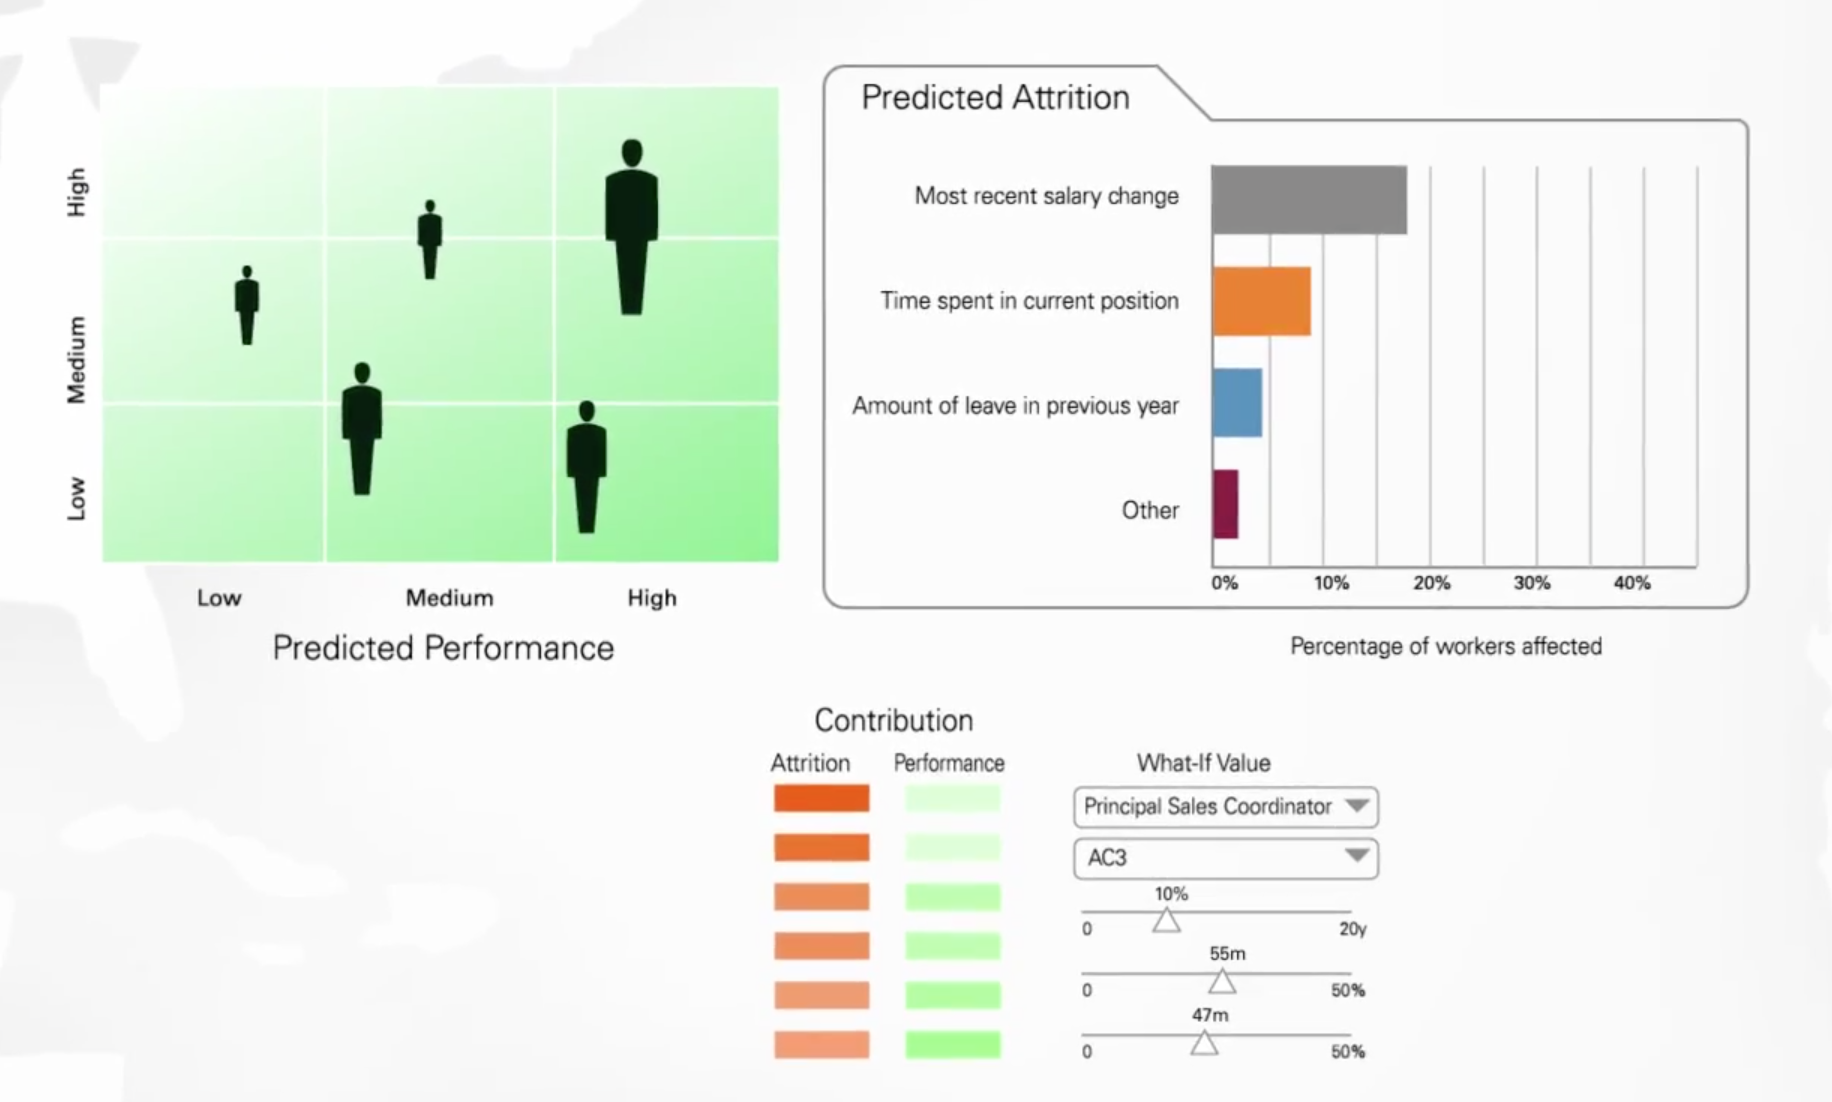 High
Medium
Low
Low Medium High
Predicted Performance
Predicted Attrition
Most recent salary change
Time spent in current position
Amount of leave in previous year
Other
0% 10% 20% 30% 40%
Percentage of workers affected
Contribution
Attrition Performance
What-If Value
Principal Sales Coordinator
AC3
10%
0 20y
55m
0 50%
47m
0 50%